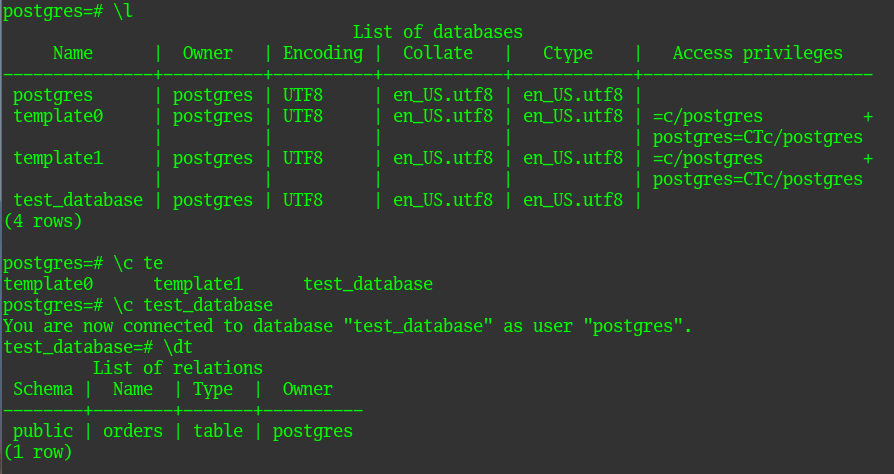 postgres=# \l
                                   List of databases
     Name      |  Owner   | Encoding |  Collate   |   Ctype    |   Access privileges
---------------+----------+----------+------------+------------+-----------------------
 postgres      | postgres | UTF8     | en_US.utf8 | en_US.utf8 |
 template0     | postgres | UTF8     | en_US.utf8 | en_US.utf8 | =c/postgres          +
               |          |          |            |            | postgres=CTc/postgres
 template1     | postgres | UTF8     | en_US.utf8 | en_US.utf8 | =c/postgres          +
               |          |          |            |            | postgres=CTc/postgres
 test_database | postgres | UTF8     | en_US.utf8 | en_US.utf8 |
(4 rows)

postgres=# \c te
template0      template1      test_database
postgres=# \c test_database
You are now connected to database "test_database" as user "postgres".
test_database=# \dt
         List of relations
 Schema |  Name  | Type  |  Owner
--------+--------+-------+----------
 public | orders | table | postgres
(1 row)